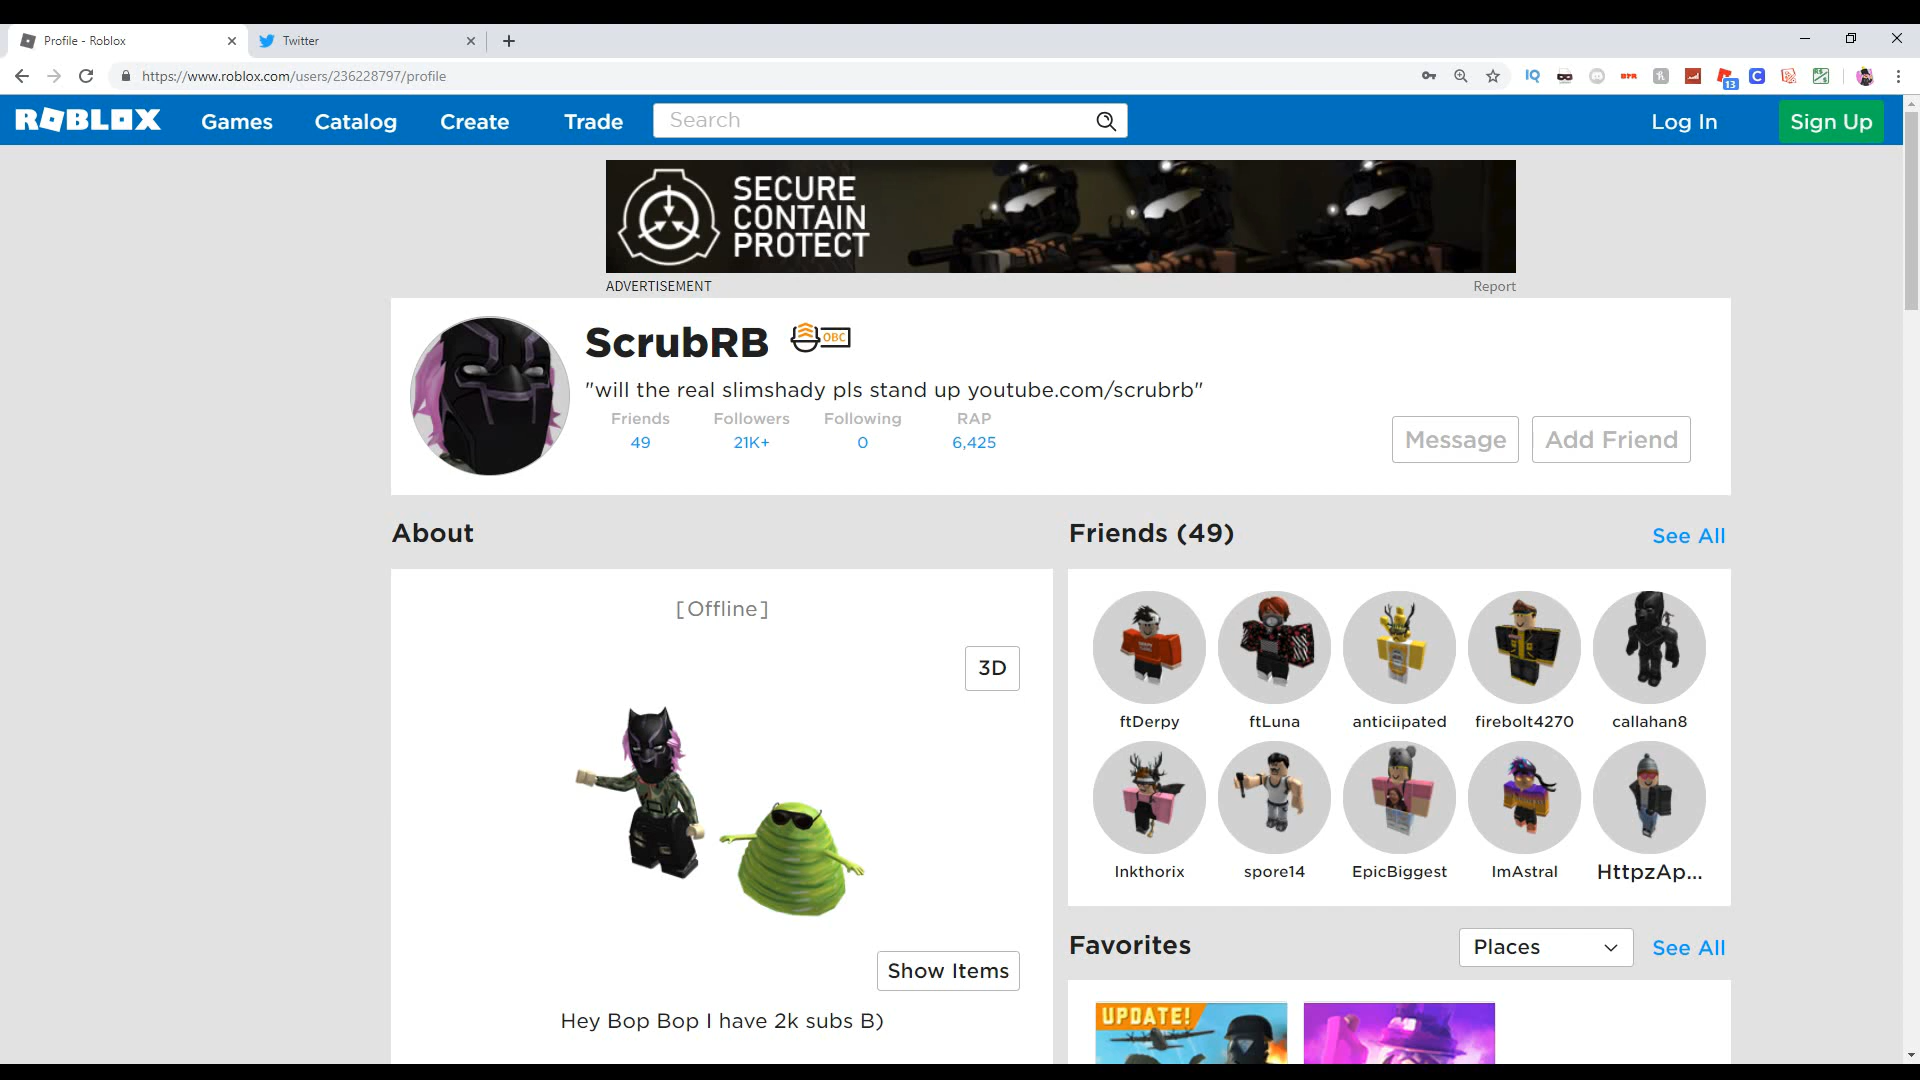 Profile - Roblox
Twitter
https://www.roblox.com/users/236228797/profile
IQ
13
C
ROBLOX
Games
Catalog
Create
Trade
Search
Log In
Sign Up
SECURE
CONTAIN
PROTECT
ADVERTISEMENT
Report
ScrubRB
OBC
"will the real slimshady pls stand up youtube.com/scrubrb"
Friends
Followers
Following
RAP
49
21K+
0
6,425
Message
Add Friend
About
Friends (49)
See All
[Offline]
3D
ftDerpy
ftLuna
anticiipated
firebolt4270
callahan8
Inkthorix
spore14
EpicBiggest
ImAstral
HttpzAp...
Show Items
Hey Bop Bop I have 2k subs B)
Favorites
Places
See All
UPDATE!